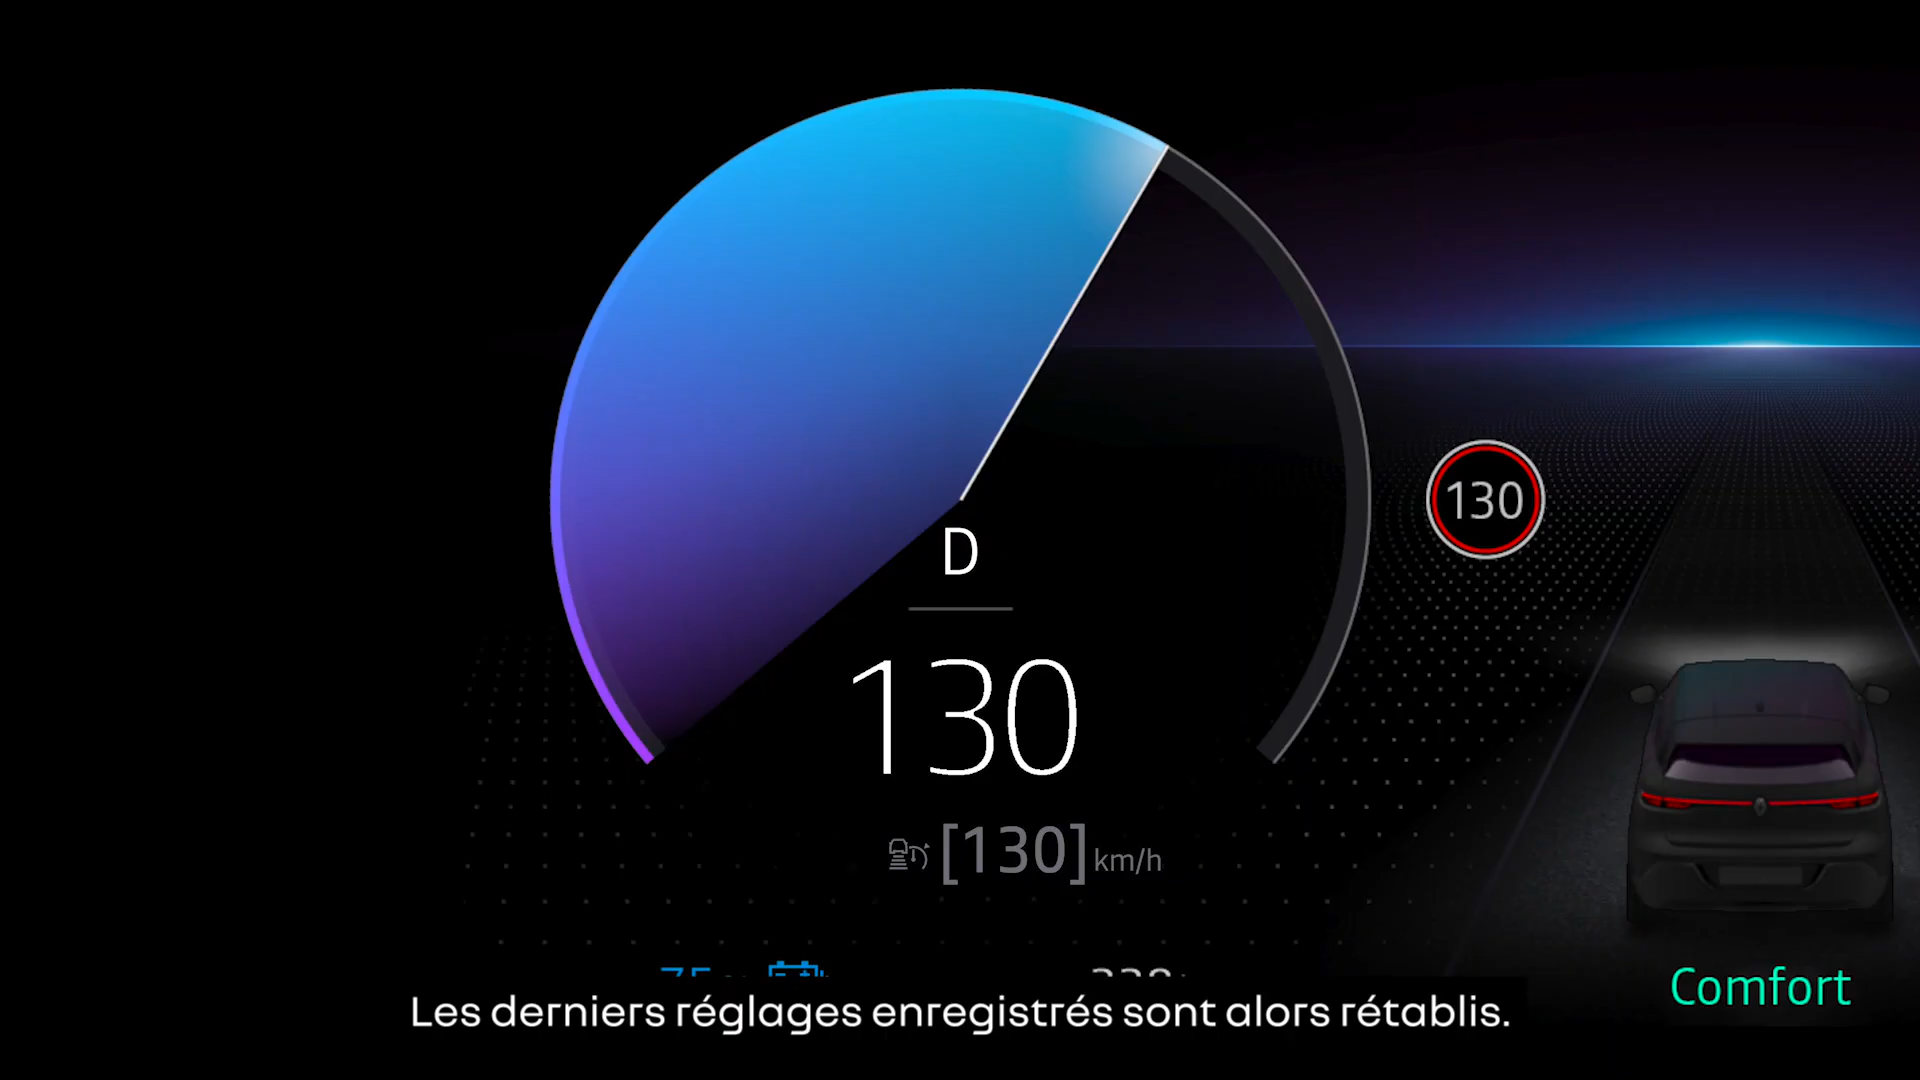 D
130
130
[130] km/h
Comfort
Les derniers réglages enregistrés sont alors rétablis.